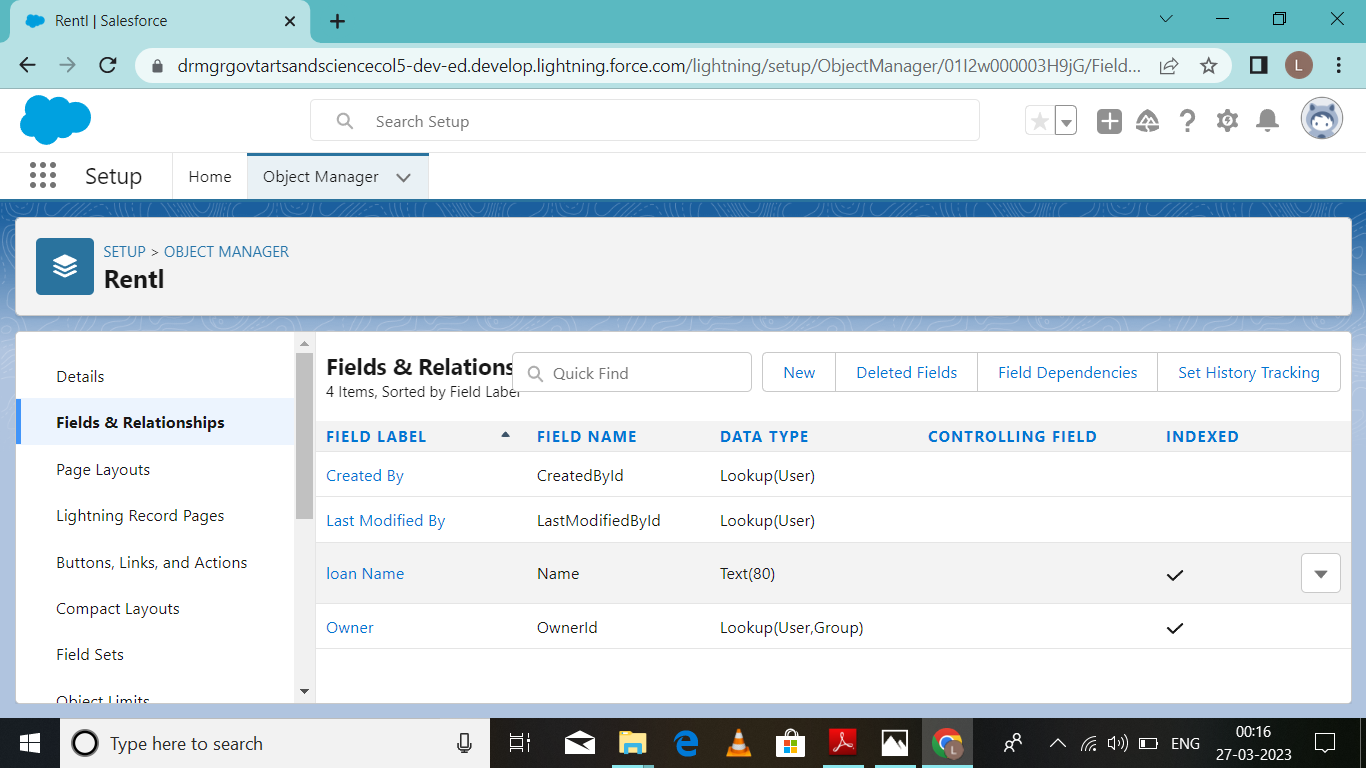 Rentl | Salesforce
drmgrgovtartsandsciencecol5-dev-ed.develop.lightning.force.com/lightning/setup/ObjectManager/01I2w000003H9jG/Field...
L
Search Setup
Setup
Home
Object Manager
SETUP > OBJECT MANAGER
Rentl
Details
Fields & Relationships
Page Layouts
Lightning Record Pages
Buttons, Links, and Actions
Compact Layouts
Field Sets
Object Limits
Fields & Relations
4 Items, Sorted by Field Label
Quick Find
New
Deleted Fields
Field Dependencies
Set History Tracking
FIELD LABEL FIELD NAME DATA TYPE CONTROLLING FIELD INDEXED
Created By CreatedById Lookup(User)
Last Modified By LastModifiedById Lookup(User)
loan Name Name Text(80)
Owner OwnerId Lookup(User,Group)
Type here to search
L
ENG
00:16
27-03-2023